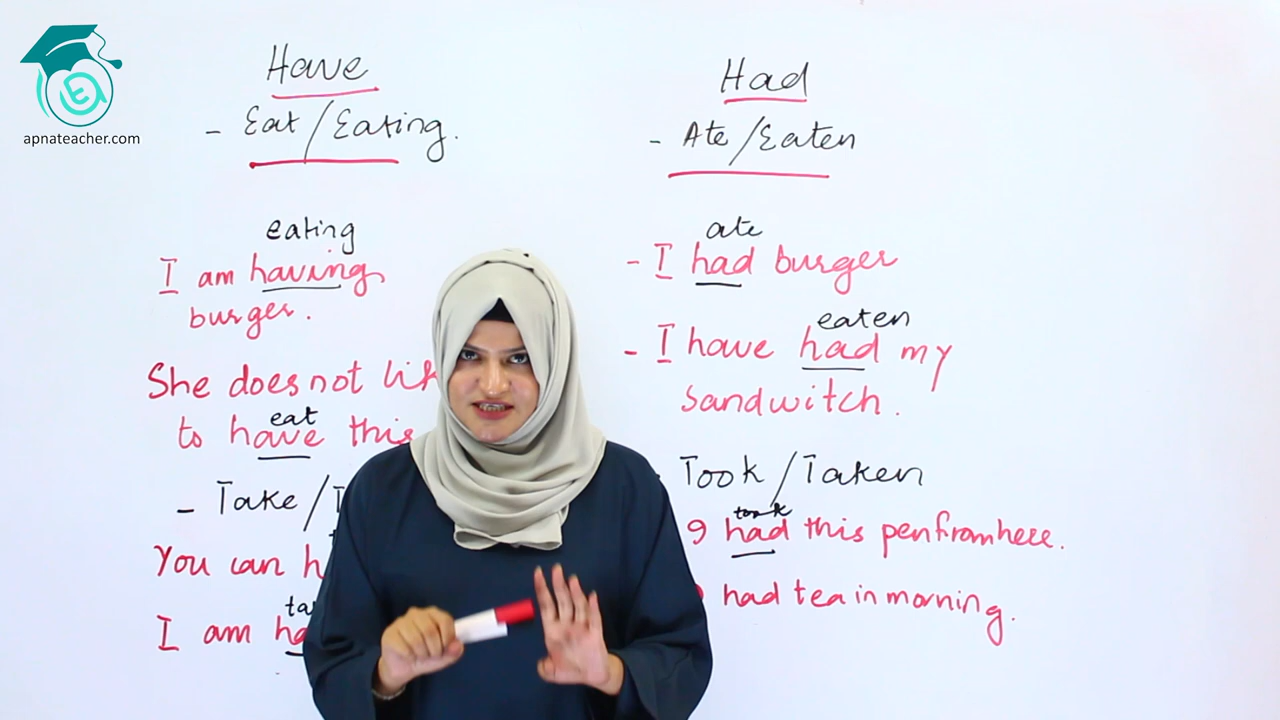 apnateacher.com
Have
- Eat/Eating.
eating
I am having
burger.
She does not
to have this
eat
- Take/
You can
I am
Had
- Ate/Eaten
ate
- I had burger
eaten
- I have had my
sandwitch.
Took/Taken
took
had this pen from here.
had tea in morning.